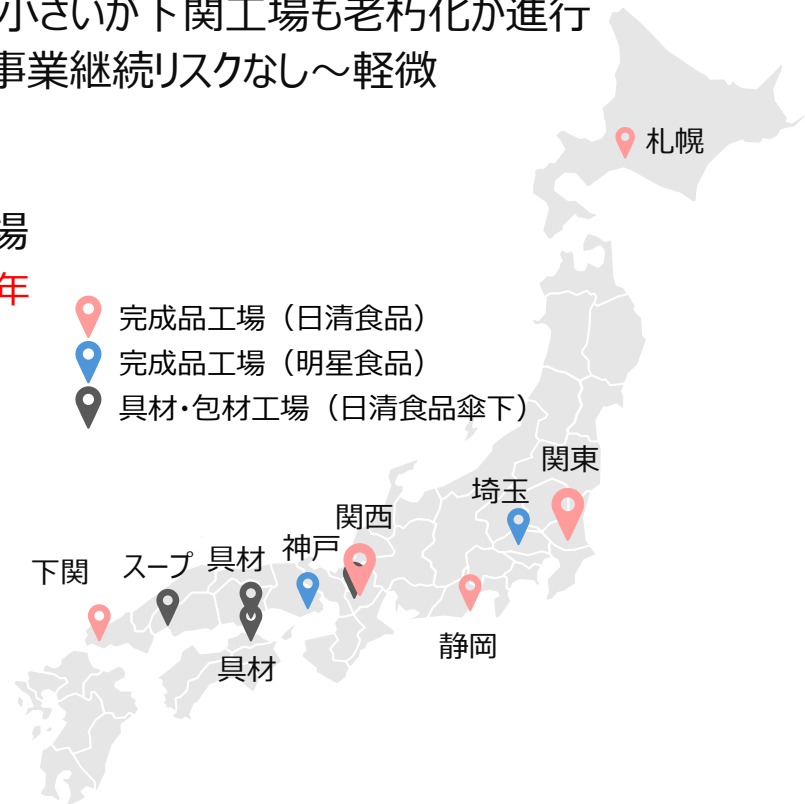 小さいが下関工場も老朽化が進行
事業継続リスクなし～軽微
札幌
場
年
完成品工場（日清食品）
完成品工場（明星食品）
具材・包材工場（日清食品傘下）
関東
埼玉
関西
神戸
具材
スープ
下関
静岡
具材